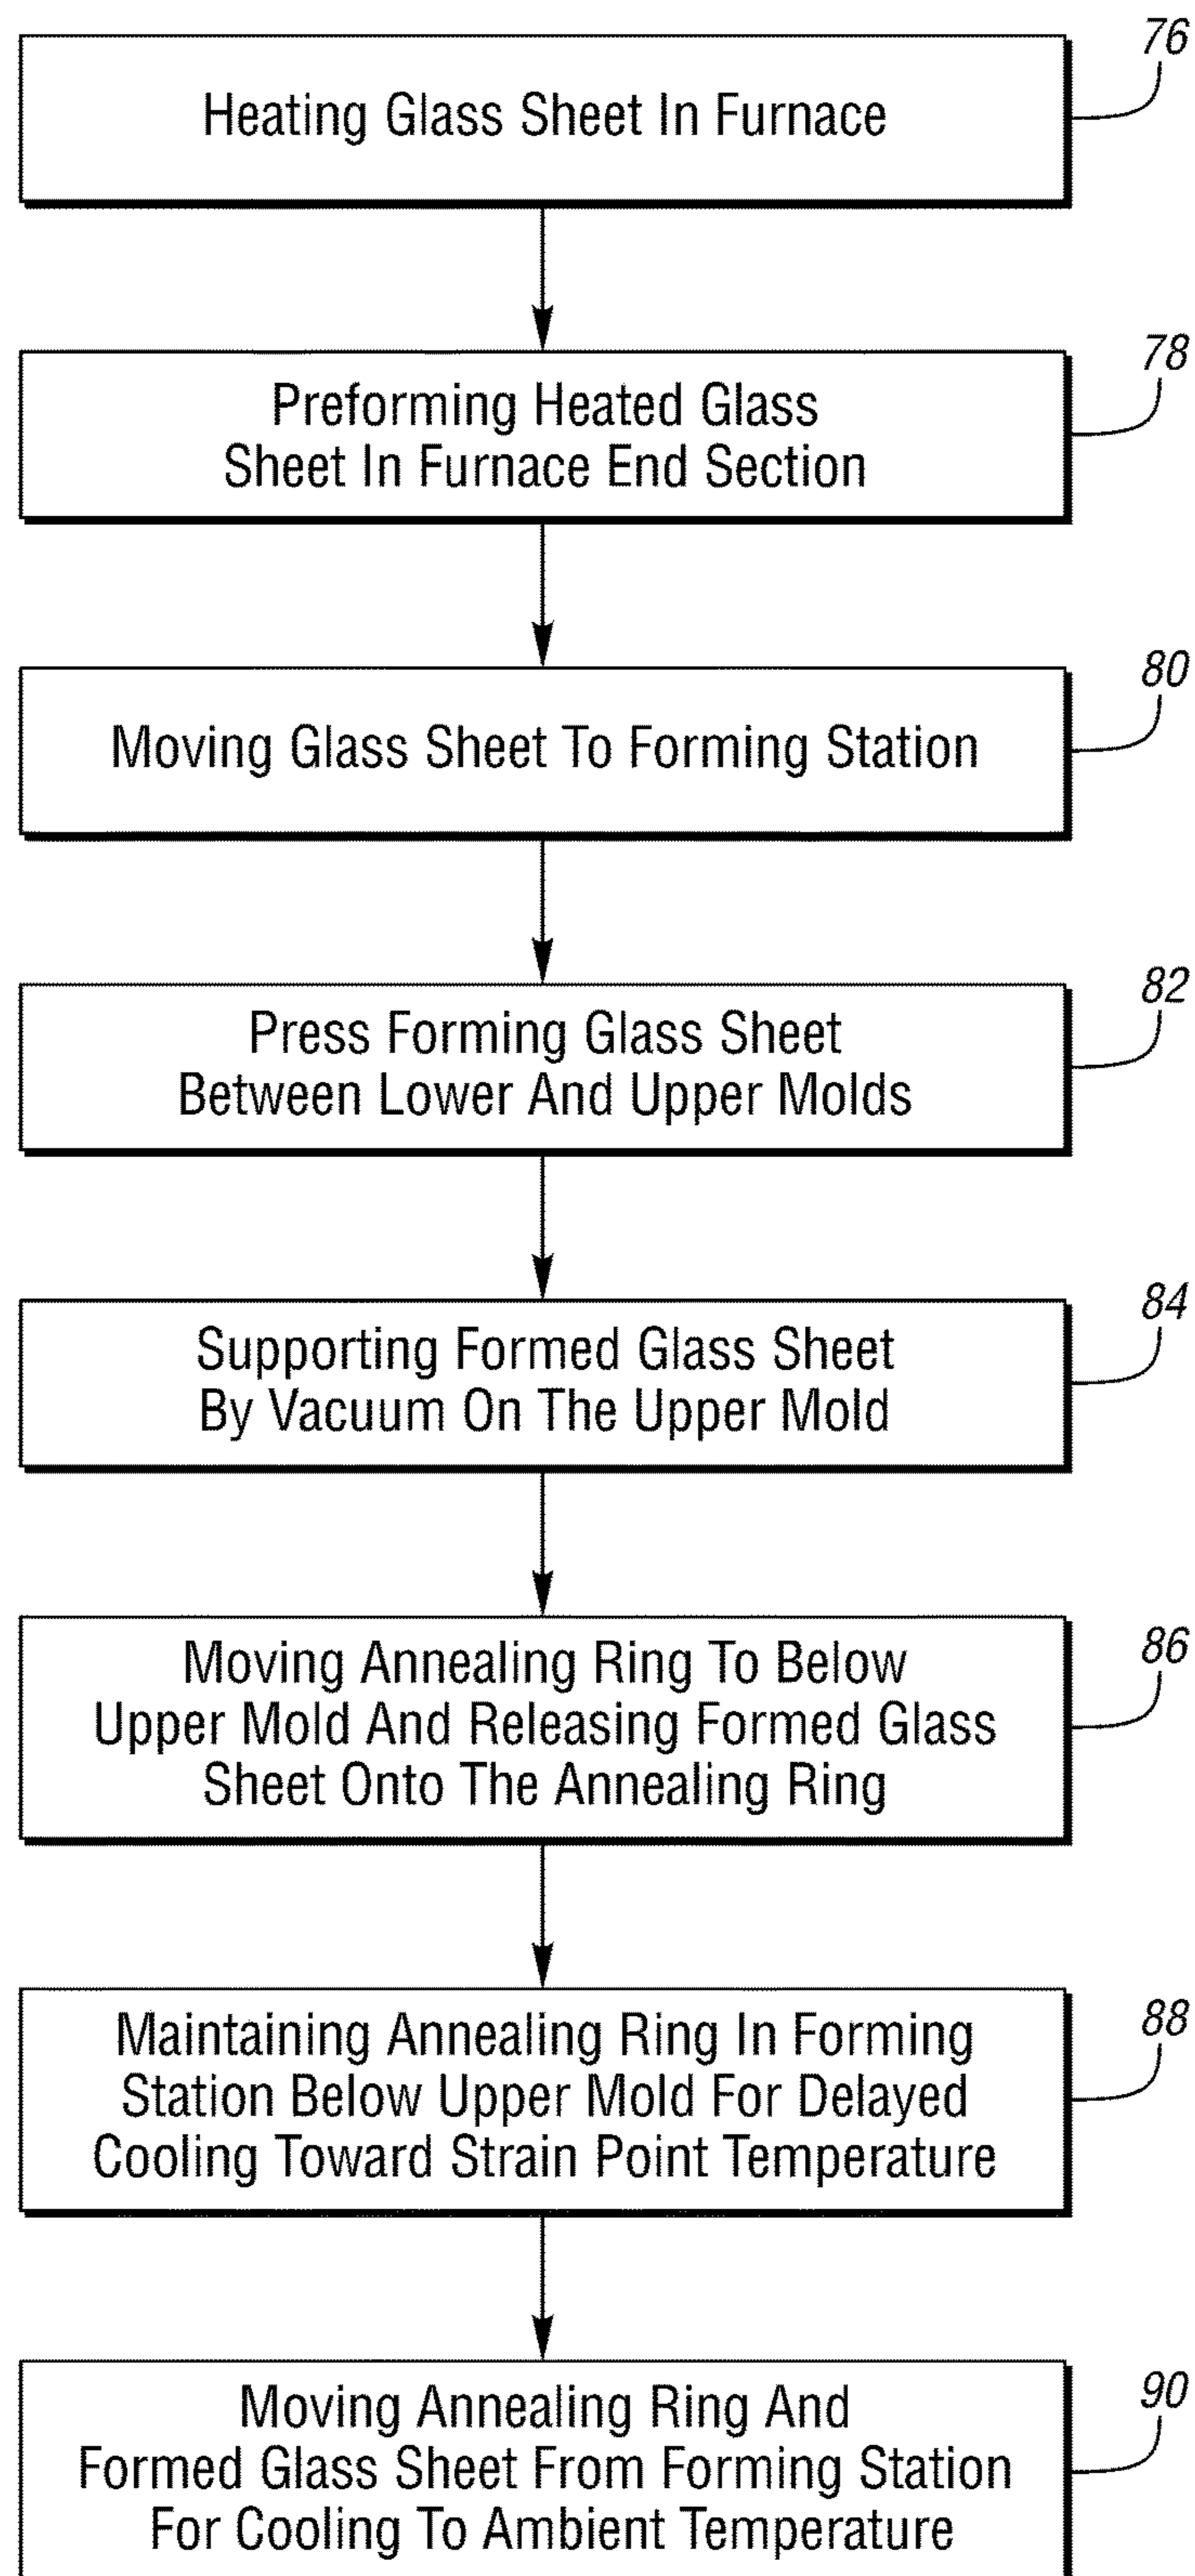 76
Heating Glass Sheet In Furnace
78
Preforming Heated Glass
Sheet In Furnace End Section
80
Moving Glass Sheet To Forming Station
82
Press Forming Glass Sheet
Between Lower And Upper Molds
84
Supporting Formed Glass Sheet
By Vacuum On The Upper Mold
86
Moving Annealing Ring To Below
Upper Mold And Releasing Formed Glass
Sheet Onto The Annealing Ring
88
Maintaining Annealing Ring In Forming
Station Below Upper Mold For Delayed
Cooling Toward Strain Point Temperature
90
Moving Annealing Ring And
Formed Glass Sheet From Forming Station
For Cooling To Ambient Temperature